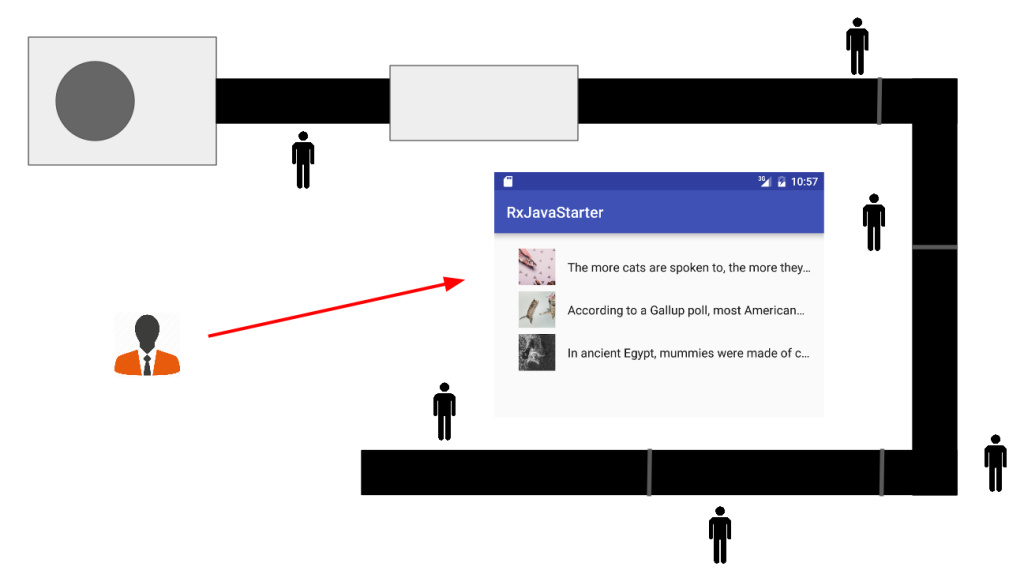 3G 10:57
RxJavaStarter
The more cats are spoken to, the more they...
According to a Gallup poll, most American...
In ancient Egypt, mummies were made of c...